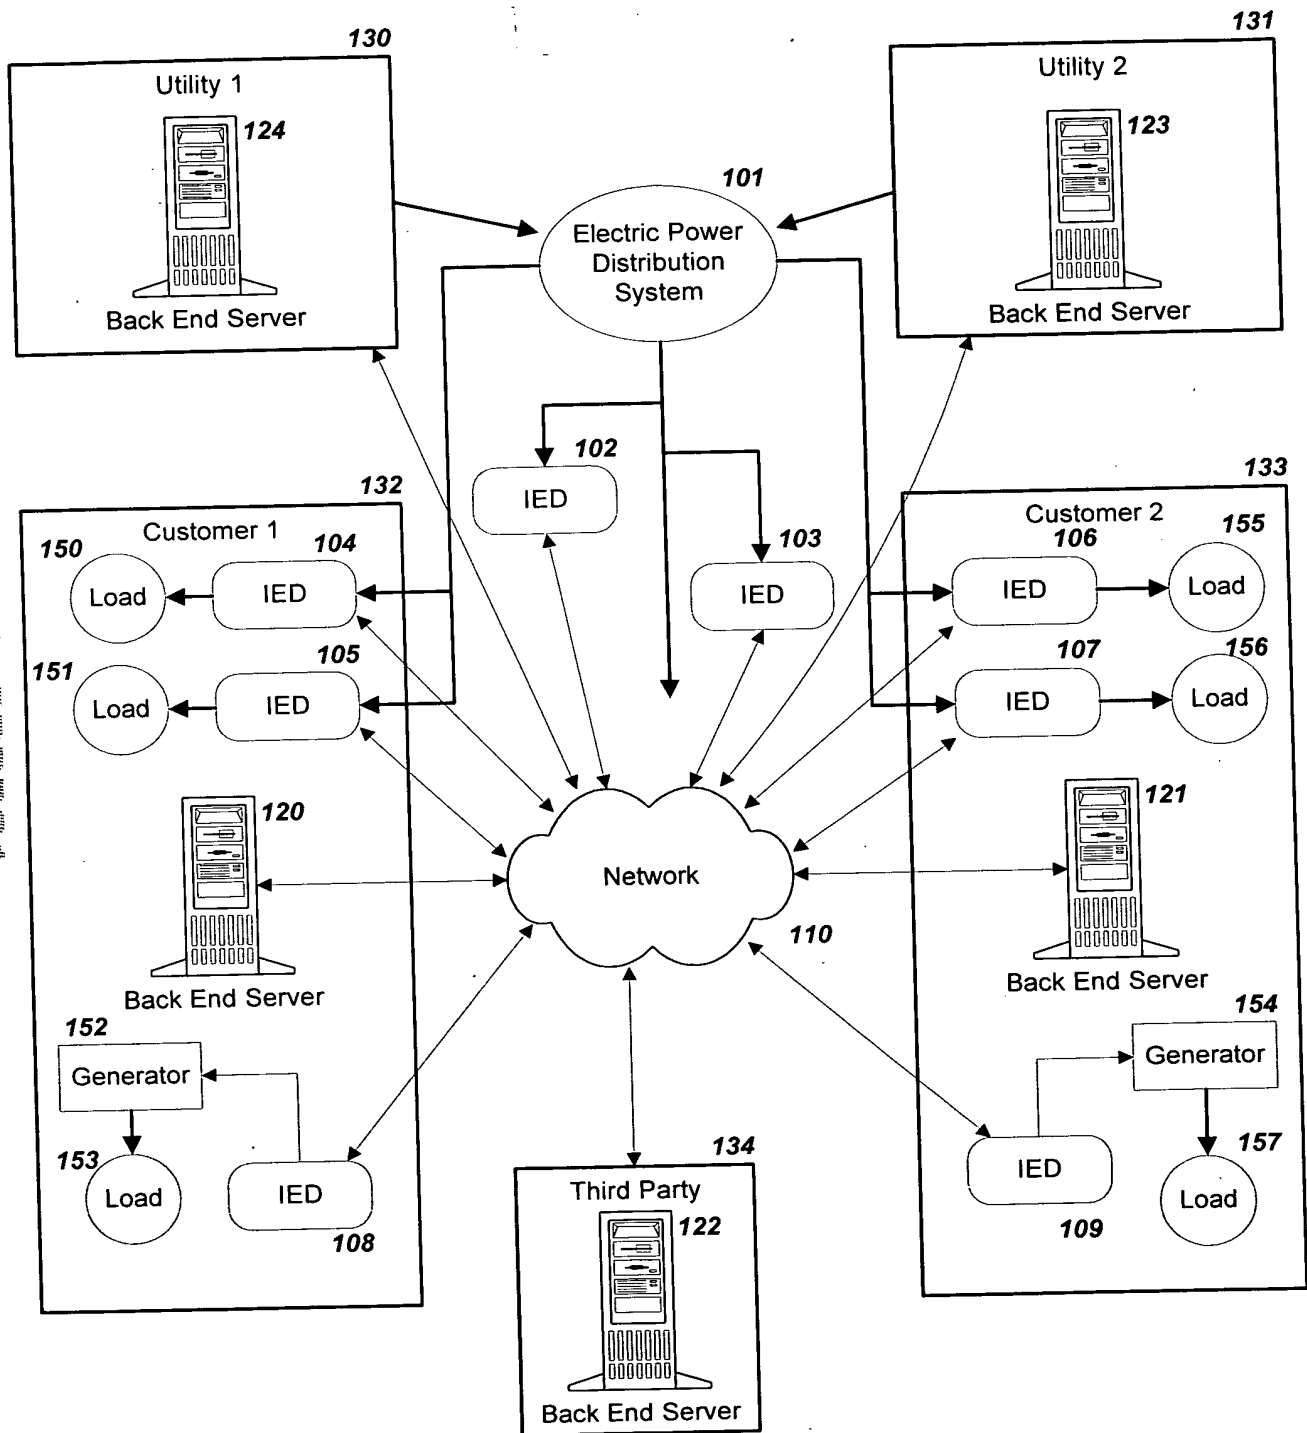 130
Utility 1
124
Back End Server
131
Utility 2
123
Back End Server
101
Electric Power
Distribution
System
102
IED
103
IED
132
Customer 1
150
Load
104
IED
151
Load
105
IED
120
Back End Server
152
Generator
153
Load
IED
108
133
Customer 2
106
IED
155
Load
107
IED
156
Load
121
Back End Server
154
Generator
157
Load
IED
109
Network
110
134
Third Party
122
Back End Server